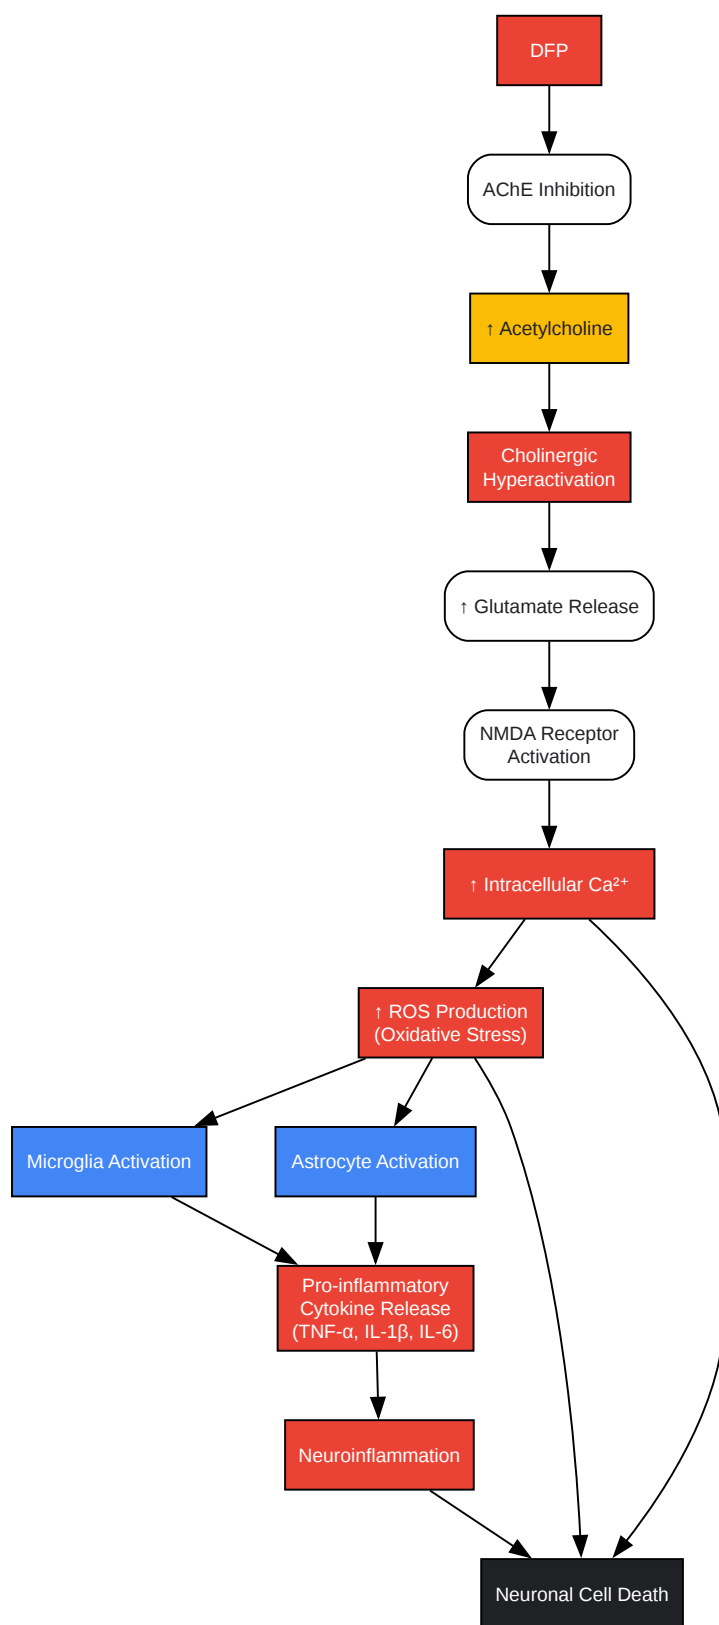 DFP
AChE Inhibition
↑ Acetylcholine
Cholinergic
Hyperactivation
↑ Glutamate Release
NMDA Receptor
Activation
↑ Intracellular Ca²⁺
↑ ROS Production
(Oxidative Stress)
Microglia Activation
Astrocyte Activation
Pro-inflammatory
Cytokine Release
(TNF-α, IL-1β, IL-6)
Neuroinflammation
Neuronal Cell Death